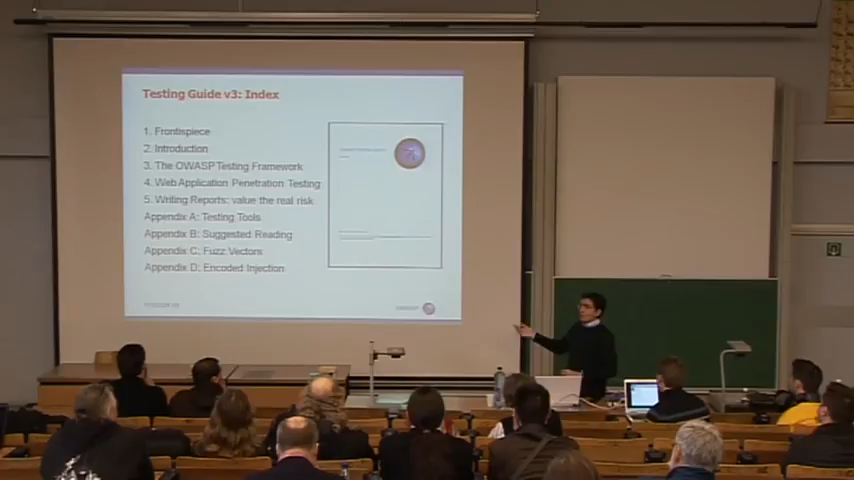 Testing Guide v3: Index
1. Frontispiece
2. Introduction
3. The OWASP Testing Framework
4. Web Application Penetration Testing
5. Writing Reports: value the real risk
Appendix A: Testing Tools
Appendix B: Suggested Reading
Appendix C: Fuzz Vectors
Appendix D: Encoded Injection